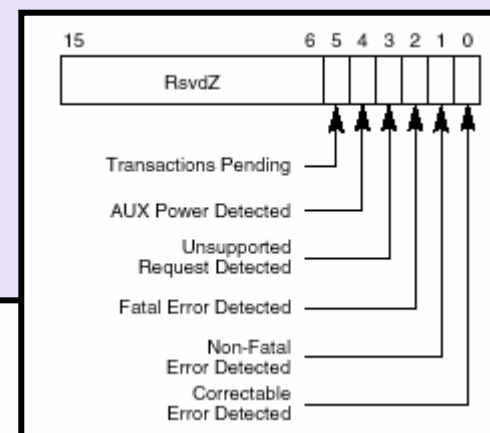 15 6 5 4 3 2 1 0
RsvdZ
Transactions Pending
AUX Power Detected
Unsupported
Request Detected
Fatal Error Detected
Non-Fatal
Error Detected
Correctable
Error Detected